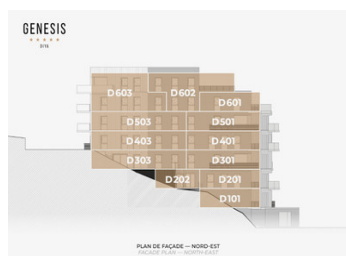 GENESIS
D603
D602
D601
D503
D501
D403
D401
D303
D301
D202
D201
D101
PLAN DE FAÇADE — NORD-EST
FACADE PLAN — NORTH-EAST